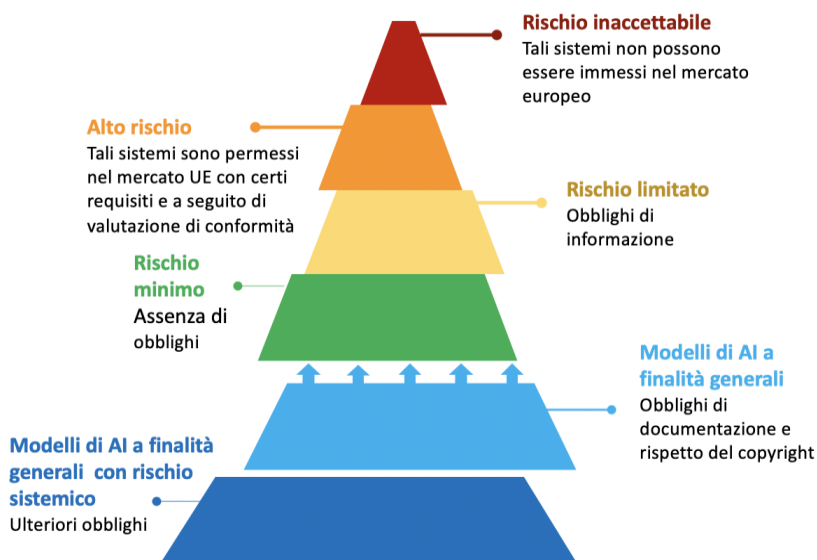 Rischio inaccettabile
Tali sistemi non possono
essere immessi nel mercato
europeo
Alto rischio
Tali sistemi sono permessi
nel mercato UE con certi
requisiti e a seguito di
valutazione di conformità
Rischio limitato
Obblighi di
informazione
Rischio
minimo
Assenza di
obblighi
Modelli di AI a
finalità generali
Obblighi di
documentazione e
rispetto del copyright
Modelli di AI a finalità
generali con rischio
sistemico
Ulteriori obblighi